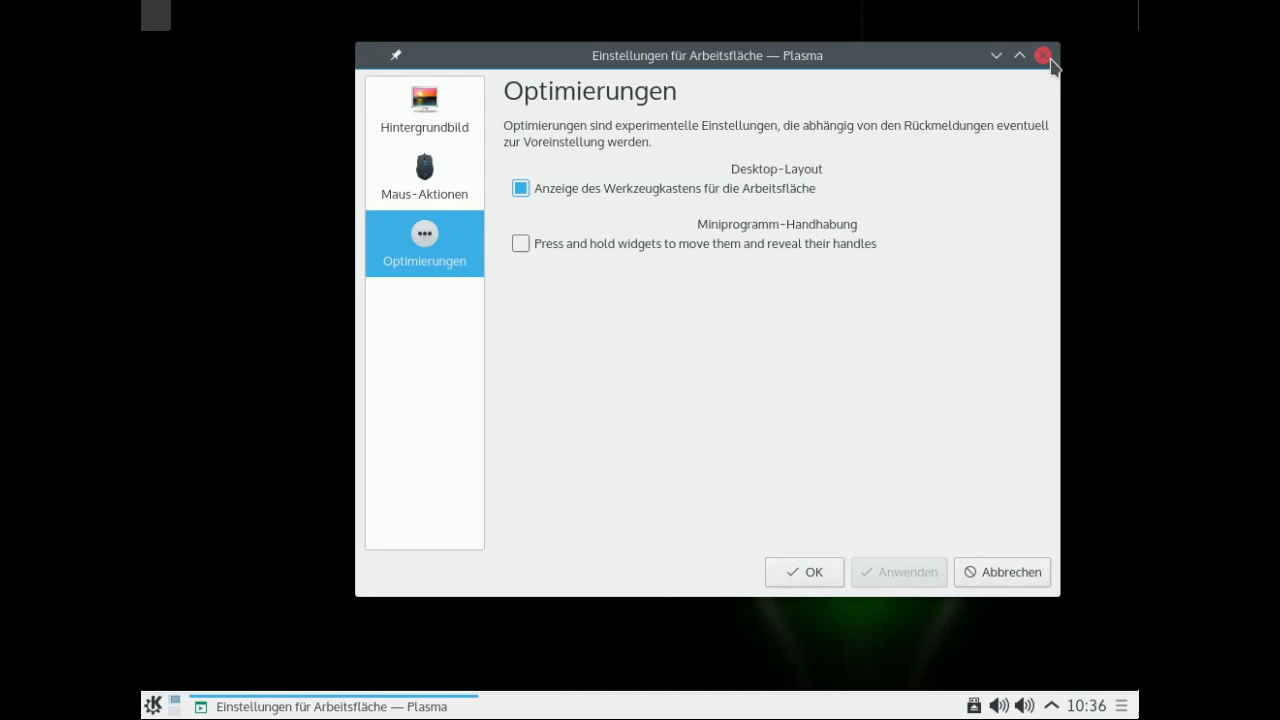 Einstellungen für Arbeitsfläche — Plasma
Hintergrundbild
Maus-Aktionen
Optimierungen
Optimierungen
Optimierungen sind experimentelle Einstellungen, die abhängig von den Rückmeldungen eventuell
zur Voreinstellung werden.
Desktop-Layout
Anzeige des Werkzeugkastens für die Arbeitsfläche
Miniprogramm-Handhabung
Press and hold widgets to move them and reveal their handles
OK
Anwenden
Abbrechen
Einstellungen für Arbeitsfläche — Plasma
10:36